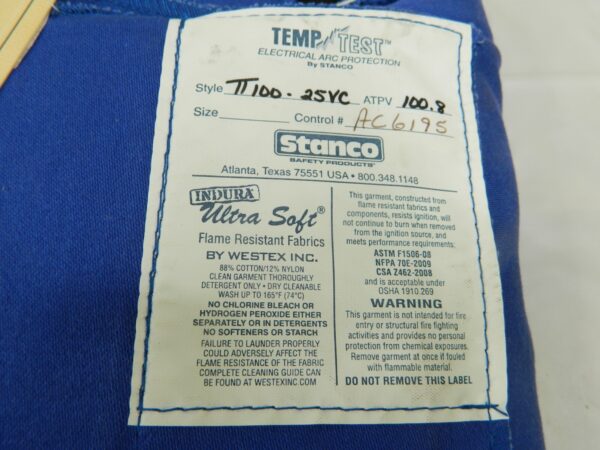 TEMP TEST™
ELECTRICAL ARC PROTECTION
By STANCO
Style TT100-25VC ATPV 100.8
Size Control # AC6195
Stanco
SAFETY PRODUCTS®
Atlanta, Texas 75551 USA • 800.348.1148
INDURA®
Ultra Soft®
Flame Resistant Fabrics
BY WESTEX INC.
88% COTTON/12% NYLON
CLEAN GARMENT THOROUGHLY
DETERGENT ONLY • DRY CLEANABLE
WASH UP TO 165°F (74°C)
NO CHLORINE BLEACH OR
HYDROGEN PEROXIDE EITHER
SEPARATELY OR IN DETERGENTS
NO SOFTENERS OR STARCH
FAILURE TO LAUNDER PROPERLY
COULD ADVERSELY AFFECT THE
FLAME RESISTANCE OF THE FABRIC
COMPLETE CLEANING GUIDE CAN
BE FOUND AT WESTEXINC.COM
This garment, constructed from
flame resistant fabrics and
components, resists ignition, will
not continue to burn when removed
from the ignition source, and
meets performance requirements:
ASTM F1506-08
NFPA 70E-2009
CSA Z462-2008
and is acceptable under
OSHA 1910.269
WARNING
This garment is not intended for fire
entry or structural fire fighting
activities and provides no personal
protection from chemical exposures.
Remove garment at once if fouled
with flammable material.
DO NOT REMOVE THIS LABEL